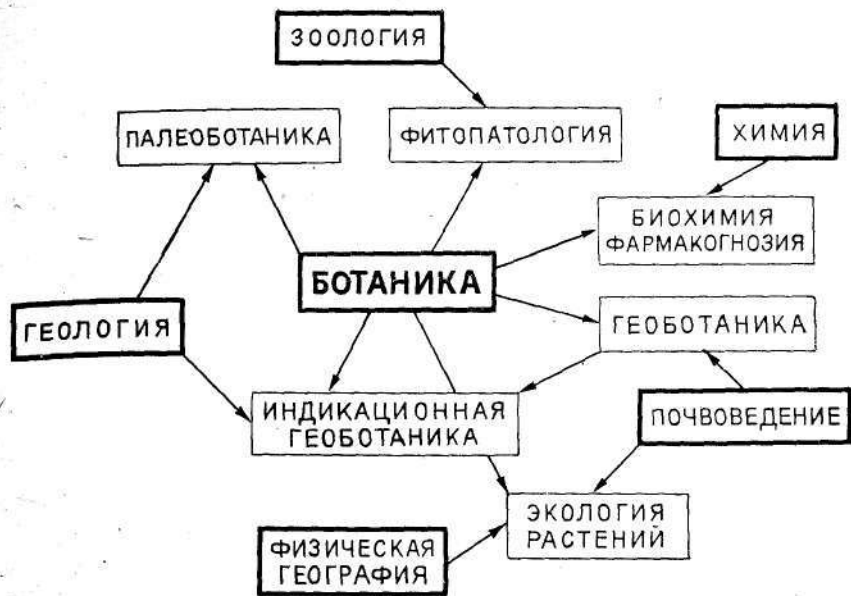 ЗООЛОГИЯ
ПАЛЕОБОТАНИКА
ФИТОПАТОЛОГИЯ
ХИМИЯ
БИОХИМИЯ
ФАРМАКОГНОЗИЯ
БОТАНИКА
ГЕОЛОГИЯ
ГЕОБОТАНИКА
ИНДИКАЦИОННАЯ
ГЕОБОТАНИКА
ПОЧВОВЕДЕНИЕ
ЭКОЛОГИЯ
РАСТЕНИЙ
ФИЗИЧЕСКАЯ
ГЕОГРАФИЯ